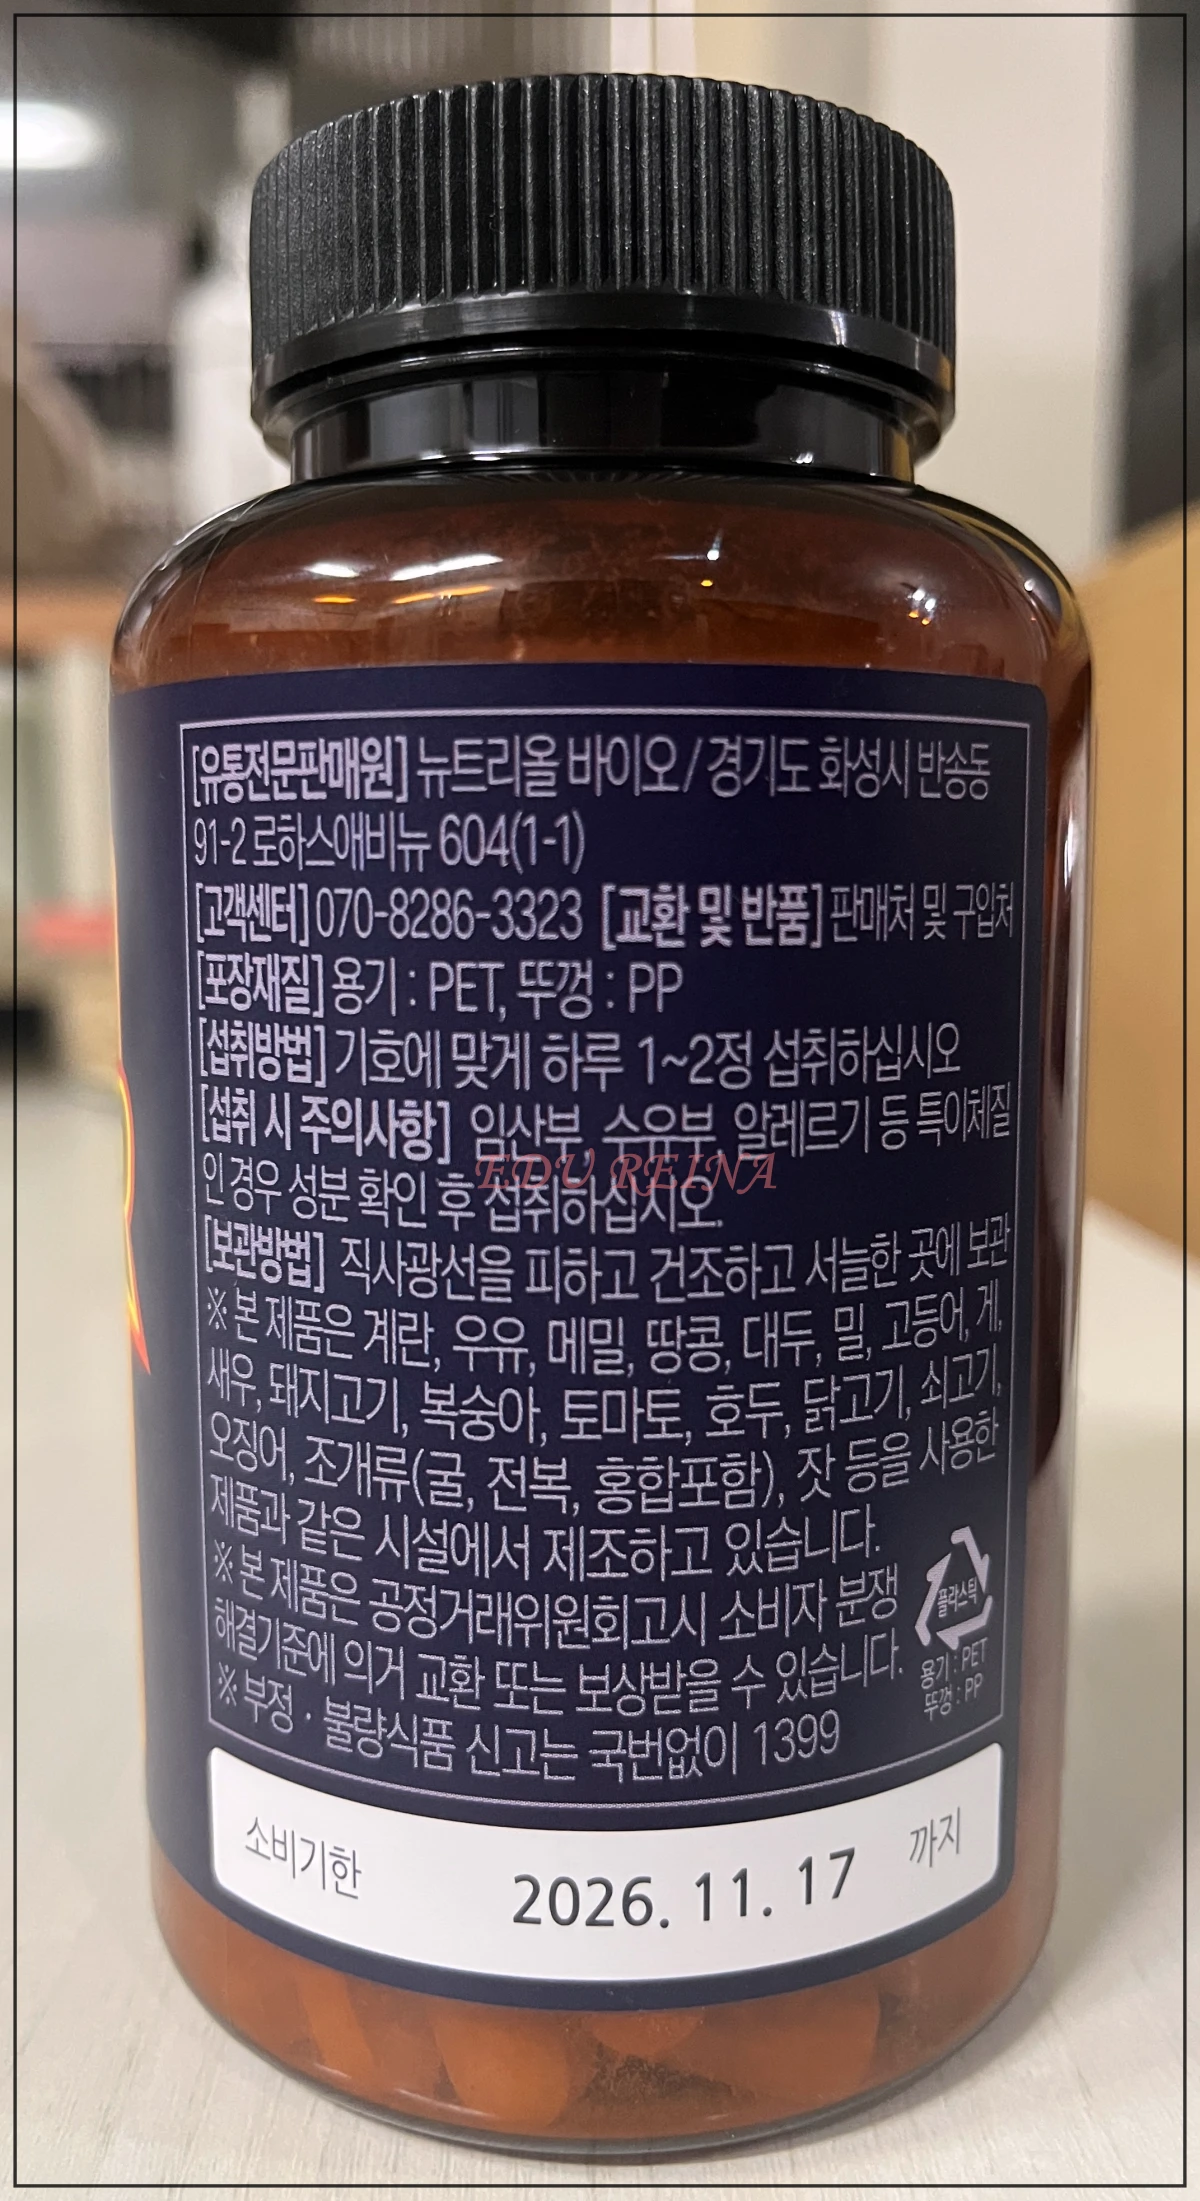 [유통전문판매원] 뉴트리올 바이오 / 경기도 화성시 반송동
91-2 로하스애비뉴 604(1-1)
[고객센터] 070-8286-3323 [교환 및 반품] 판매처 및 구입처
[포장재질] 용기 : PET, 뚜껑 : PP
[섭취방법] 기호에 맞게 하루 1~2정 섭취하십시오
[섭취 시 주의사항] 임산부, 수유부, 알레르기 등 특이체질
인 경우 성분 확인 후 섭취하십시오.
EDU REINA
[보관방법] 직사광선을 피하고 건조하고 서늘한 곳에 보관
※ 본 제품은 계란, 우유, 메밀, 땅콩, 대두, 밀, 고등어, 게,
새우, 돼지고기, 복숭아, 토마토, 호두, 닭고기, 쇠고기,
오징어, 조개류(굴, 전복, 홍합포함), 잣 등을 사용한
제품과 같은 시설에서 제조하고 있습니다.
※ 본 제품은 공정거래위원회고시 소비자 분쟁
해결기준에 의거 교환 또는 보상받을 수 있습니다.
※ 부정 · 불량식품 신고는 국번없이 1399
플라스틱
용기 : PET
뚜껑 : PP
소비기한 2026. 11. 17 까지